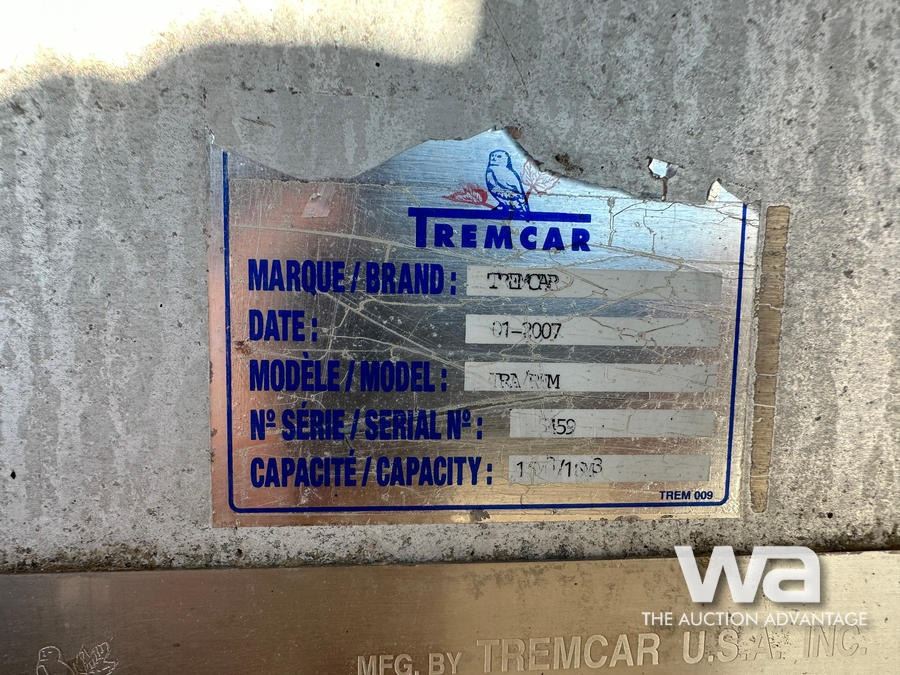 TREMCAR
MARQUE / BRAND : TREMCAR
DATE : 01-2007
MODÈLE / MODEL :
Nº SÉRIE / SERIAL Nº :
CAPACITÉ / CAPACITY :
TREM 009
wa
THE AUCTION ADVANTAGE
MFG. BY TREMCAR U.S.A. INC.